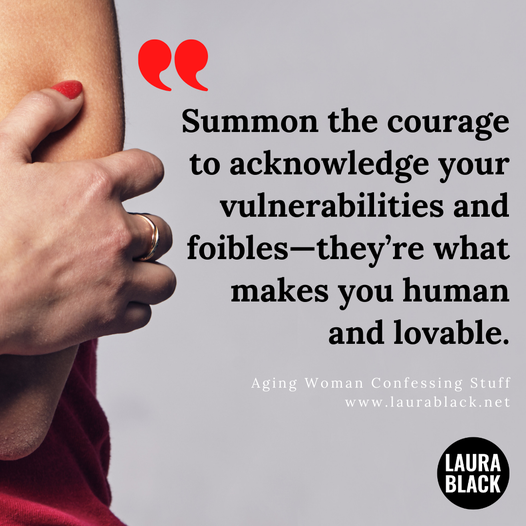 Summon the courage
to acknowledge your
vulnerabilities and
foibles—they’re what
makes you human
and lovable.
Aging Woman Confessing Stuff
www.laurablack.net
LAURA
BLACK